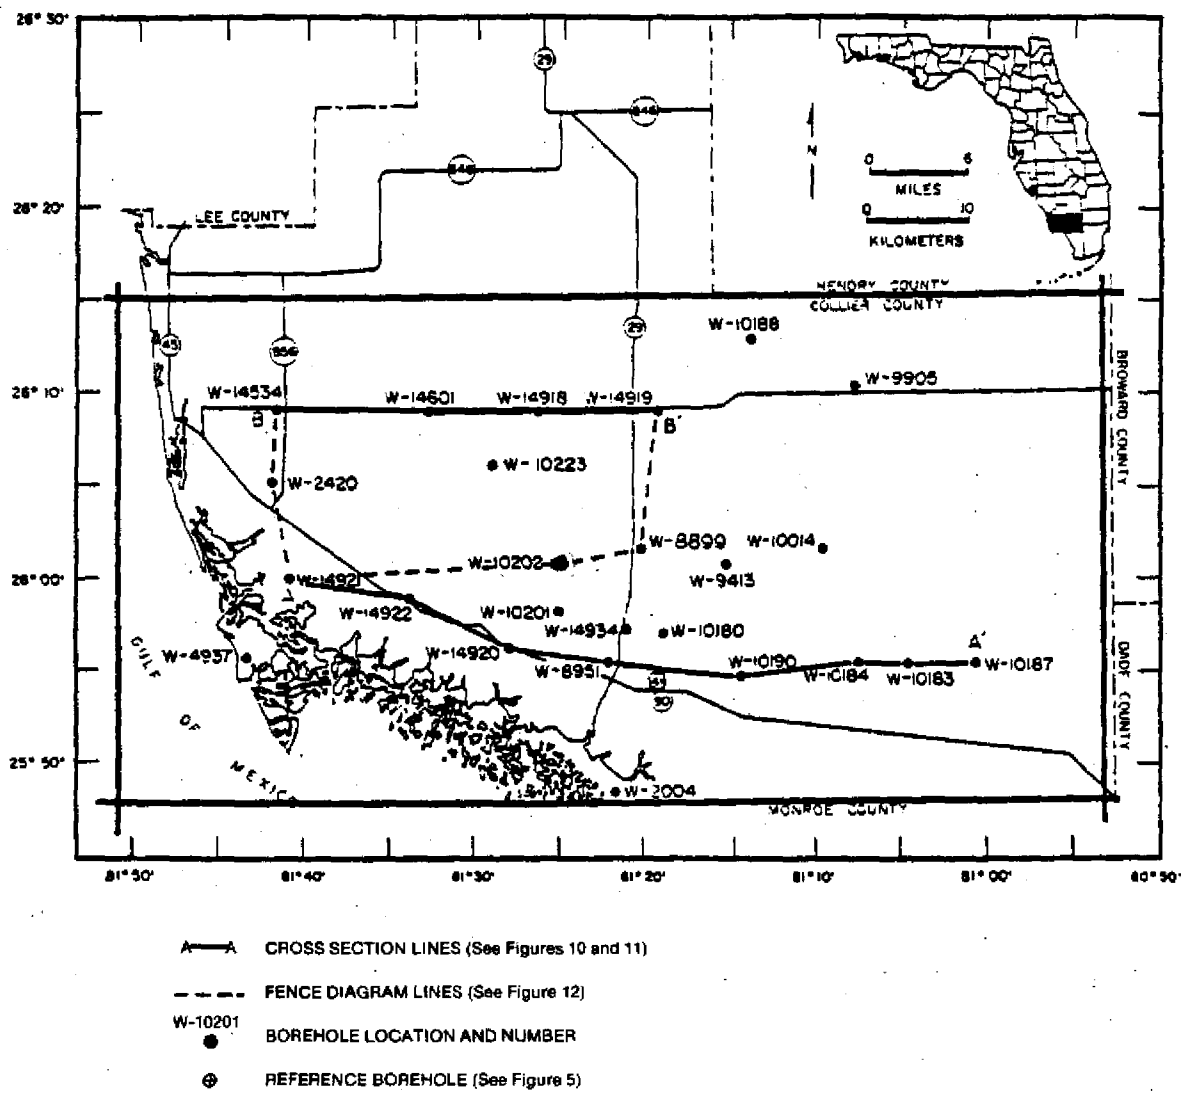 26° 30'
29
846
846
N
0 6
MILES
0 10
KILOMETERS
26° 20'
LEE COUNTY
HENDRY COUNTY
COLLIER COUNTY
W-10188
29
951
BROWARD COUNTY
26° 10'
W-14534
W-14601
W-14918
W-14919
W-9905
B
B'
W-10223
W-2420
W-8899
W-10014
W-10202
W-9413
26° 00'
W-14921
W-14922
W-10201
W-14934
W-10180
W-4937
W-14920
W-8951
W-10190
W-10184
W-10183
A'
W-10187
DADE COUNTY
90
GULF
OF
MEXICO
25° 50'
W-2004
MONROE COUNTY
81° 50'
81° 40'
81° 30'
81° 20'
81° 10'
81° 00'
80° 50'
A A CROSS SECTION LINES (See Figures 10 and 11)
FENCE DIAGRAM LINES (See Figure 12)
W-10201
BOREHOLE LOCATION AND NUMBER
REFERENCE BOREHOLE (See Figure 5)